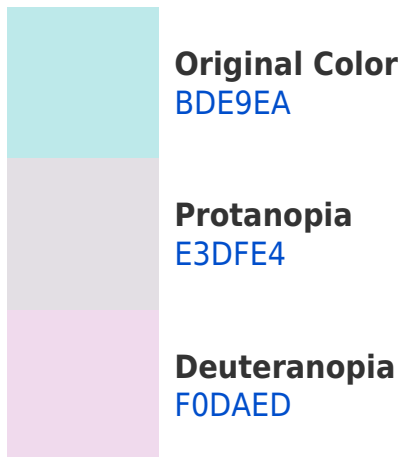 Original Color
BDE9EA
Protanopia
E3DFE4
Deuteranopia
F0DAED